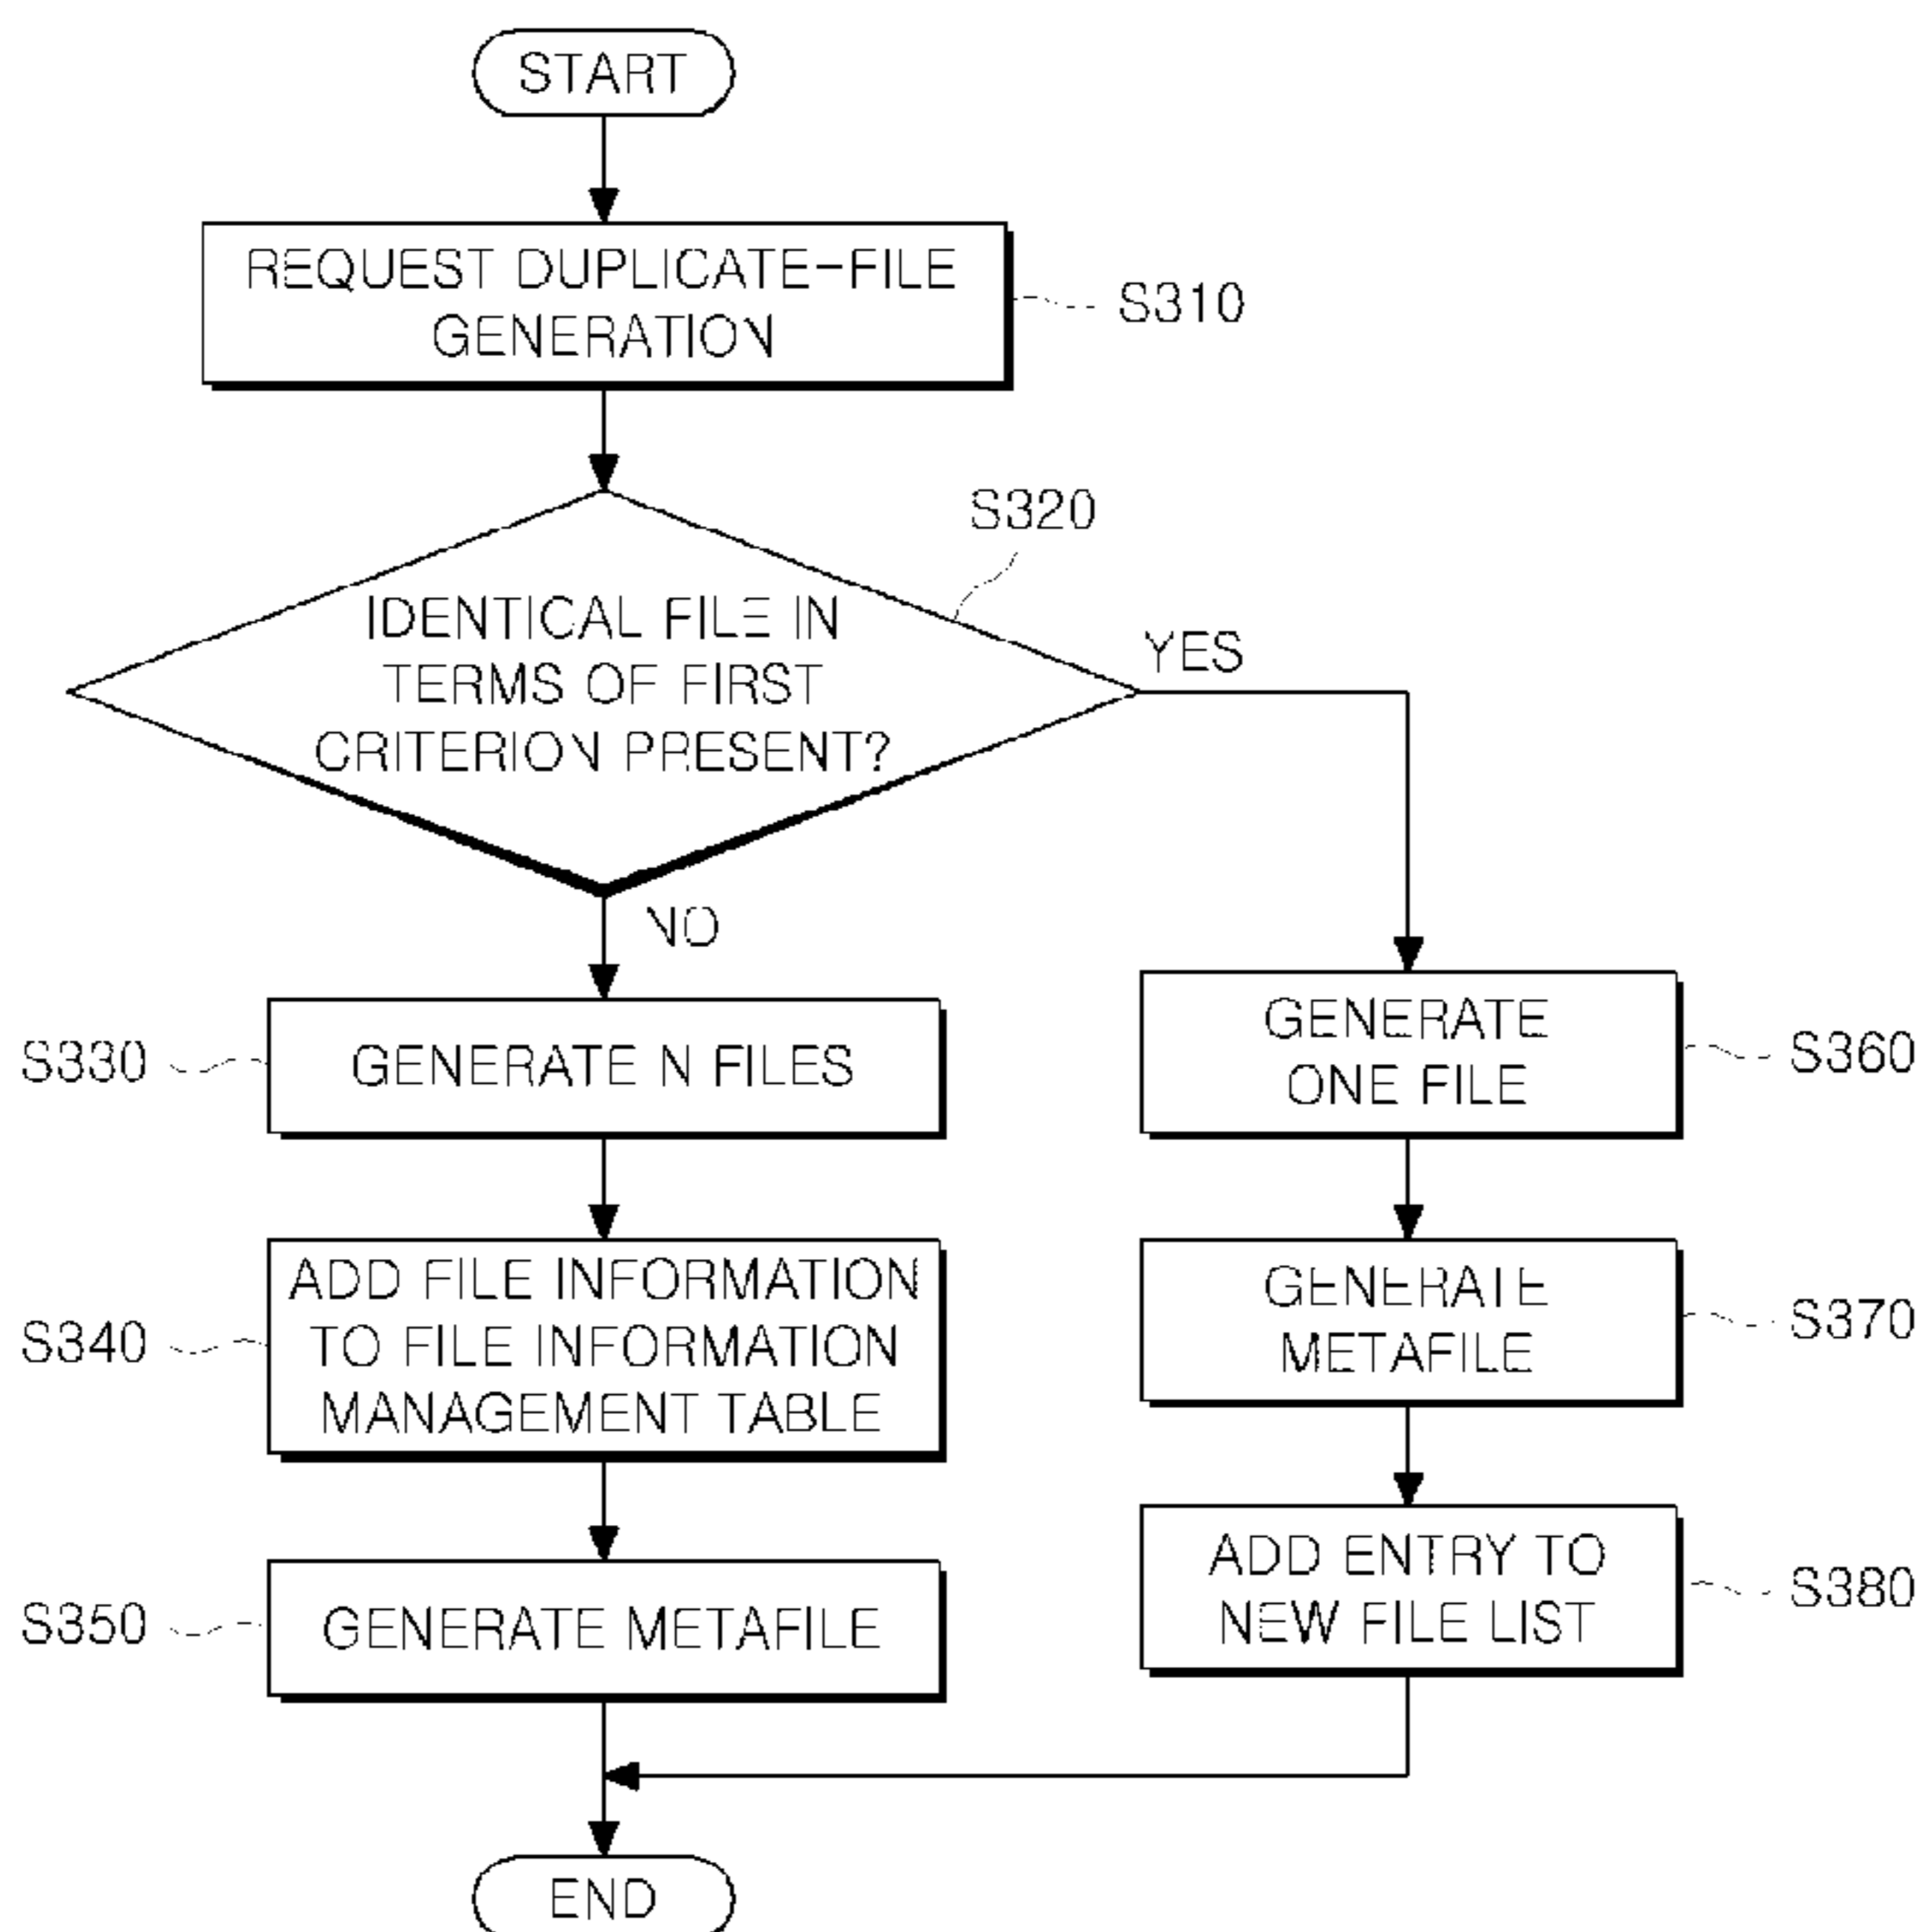 START
REQUEST DUPLICATE-FILE
GENERATION
S310
S320
IDENTICAL FILE IN
TERMS OF FIRST
CRITERION PRESENT?
YES
NO
S330
GENERATE N FILES
GENERATE
ONE FILE
S360
S340
ADD FILE INFORMATION
TO FILE INFORMATION
MANAGEMENT TABLE
GENERATE
METAFILE
S370
S350
GENERATE METAFILE
ADD ENTRY TO
NEW FILE LIST
S380
END